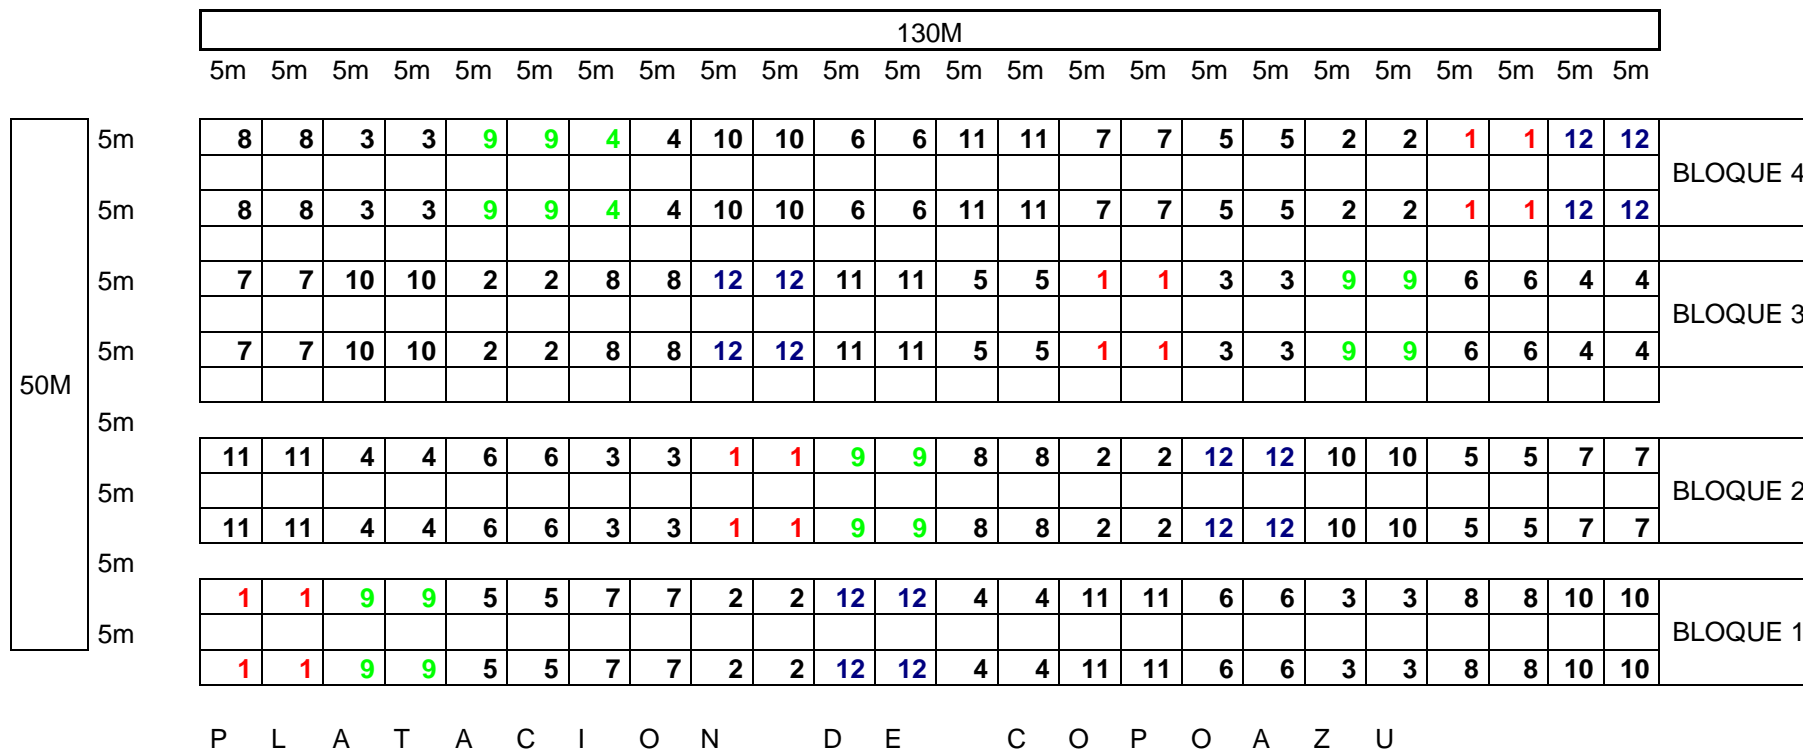 130M
5m 5m 5m 5m 5m 5m 5m 5m 5m 5m 5m 5m 5m 5m 5m 5m 5m 5m 5m 5m 5m 5m 5m 5m
5m 8 8 3 3 9 9 4 4 10 10 6 6 11 11 7 7 5 5 2 2 1 1 12 12
BLOQUE 4
5m 8 8 3 3 9 9 4 4 10 10 6 6 11 11 7 7 5 5 2 2 1 1 12 12
5m 7 7 10 10 2 2 8 8 12 12 11 11 5 5 1 1 3 3 9 9 6 6 4 4
BLOQUE 3
5m 7 7 10 10 2 2 8 8 12 12 11 11 5 5 1 1 3 3 9 9 6 6 4 4
50M
5m
11 11 4 4 6 6 3 3 1 1 9 9 8 8 2 2 12 12 10 10 5 5 7 7
5m BLOQUE 2
11 11 4 4 6 6 3 3 1 1 9 9 8 8 2 2 12 12 10 10 5 5 7 7
5m
1 1 9 9 5 5 7 7 2 2 12 12 4 4 11 11 6 6 3 3 8 8 10 10
5m BLOQUE 1
1 1 9 9 5 5 7 7 2 2 12 12 4 4 11 11 6 6 3 3 8 8 10 10
P L A T A C I O N D E C O P O A Z U